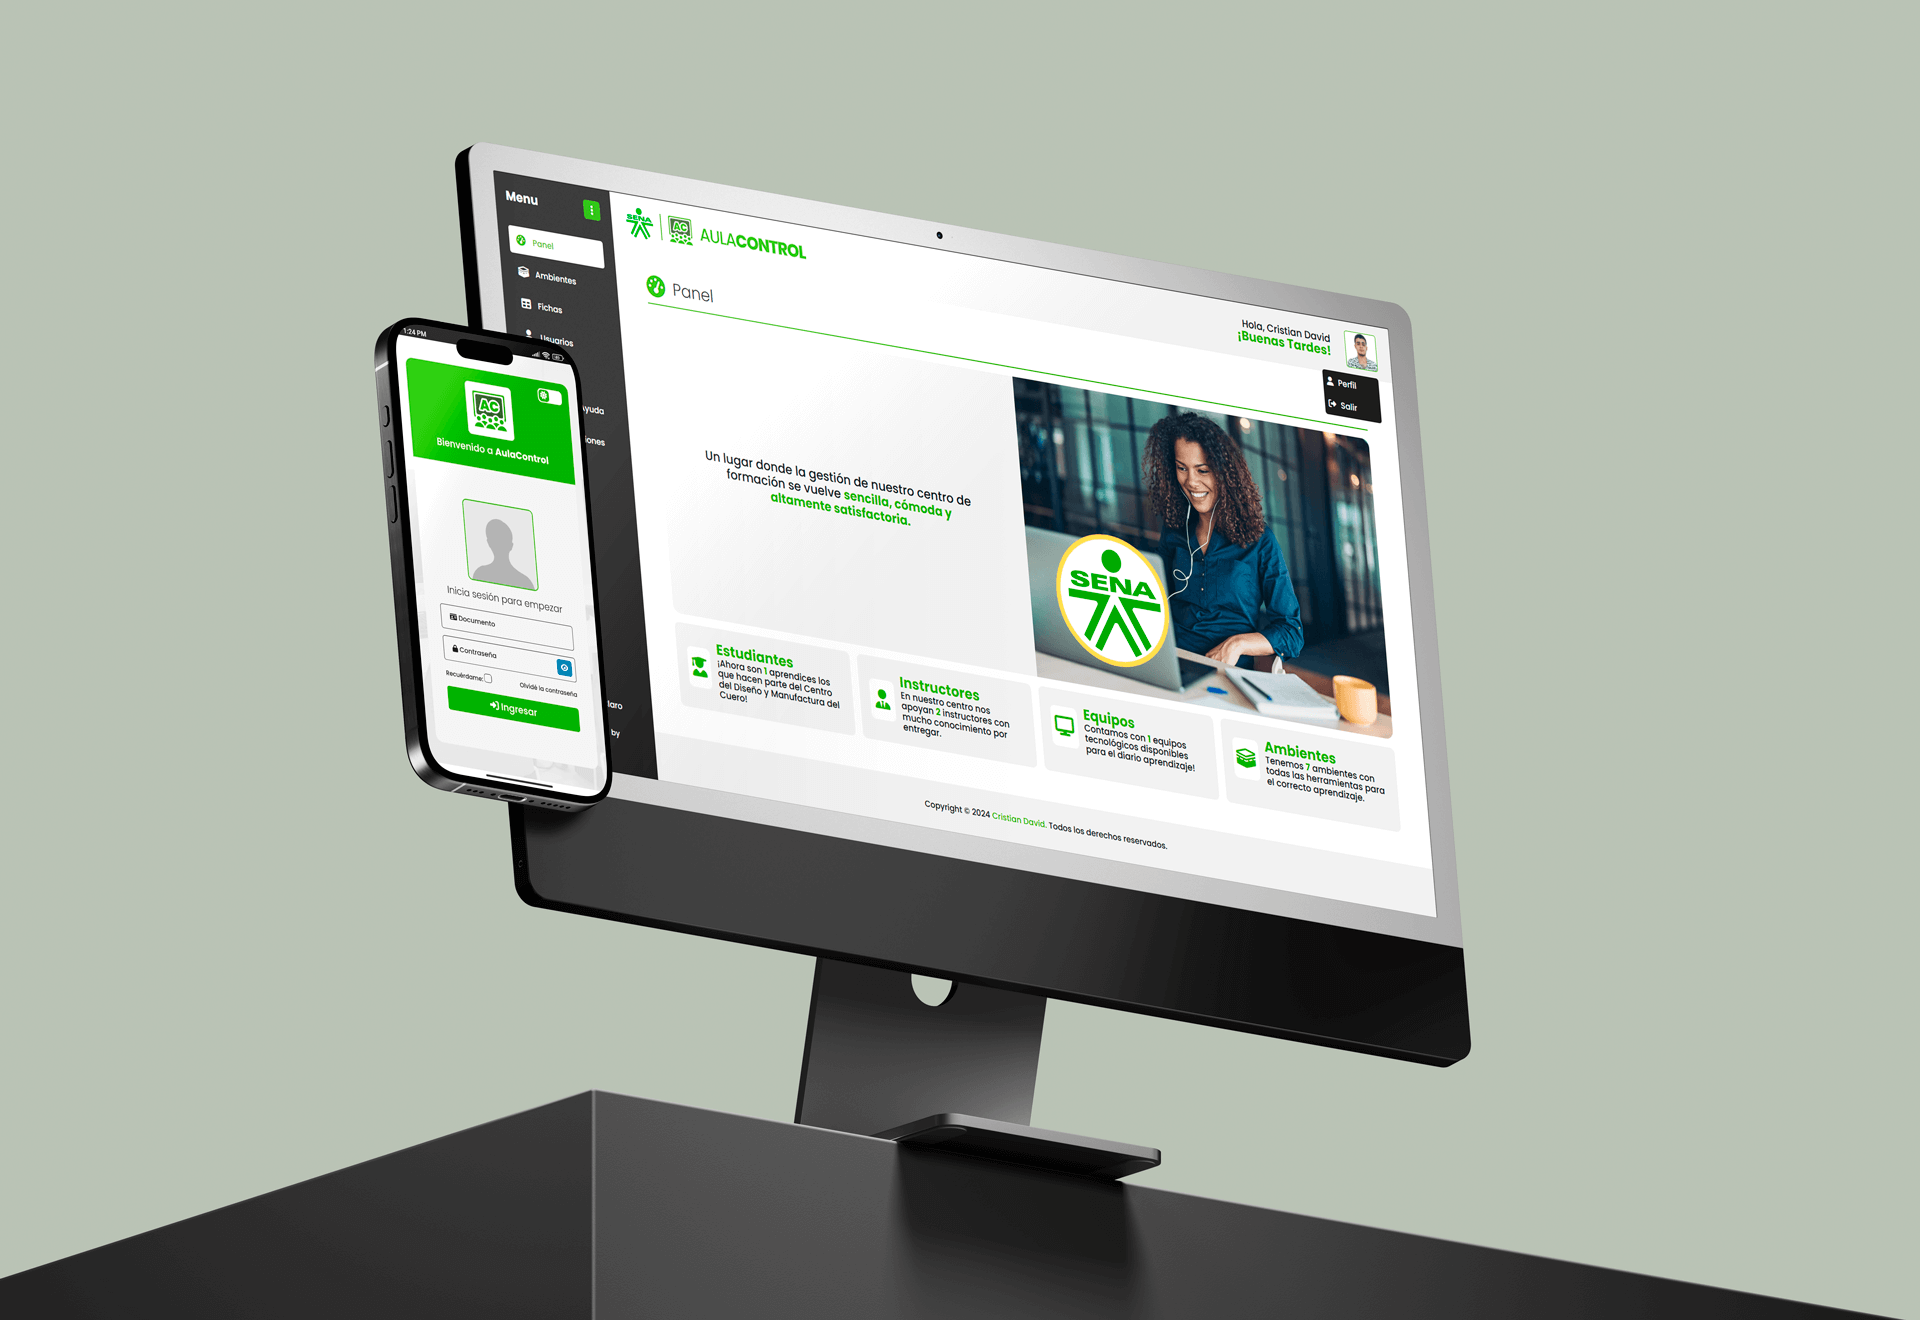 Menu
Panel
Ambientes
Fichas
Usuarios
yuda
iones
laro
by
SENA
AC
AULACONTROL
Panel
Hola, Cristian David
¡Buenas Tardes!
Perfil
Salir
Un lugar donde la gestión de nuestro centro de
formación se vuelve sencilla, cómoda y
altamente satisfactoria.
SENA
Estudiantes
¡Ahora son 1 aprendices los
que hacen parte del Centro
del Diseño y Manufactura del
Cuero!
Instructores
En nuestro centro nos
apoyan 2 instructores con
mucho conocimiento por
entregar.
Equipos
Contamos con 1 equipos
tecnológicos disponibles
para el diario aprendizaje!
Ambientes
Tenemos 7 ambientes con
todas las herramientas para
el correcto aprendizaje.
Copyright © 2024 Cristian David. Todos los derechos reservados.
1:24 PM
AC
Bienvenido a AulaControl
Inicia sesión para empezar
Documento
Contraseña
Recuérdame:
Olvidé la contraseña
Ingresar